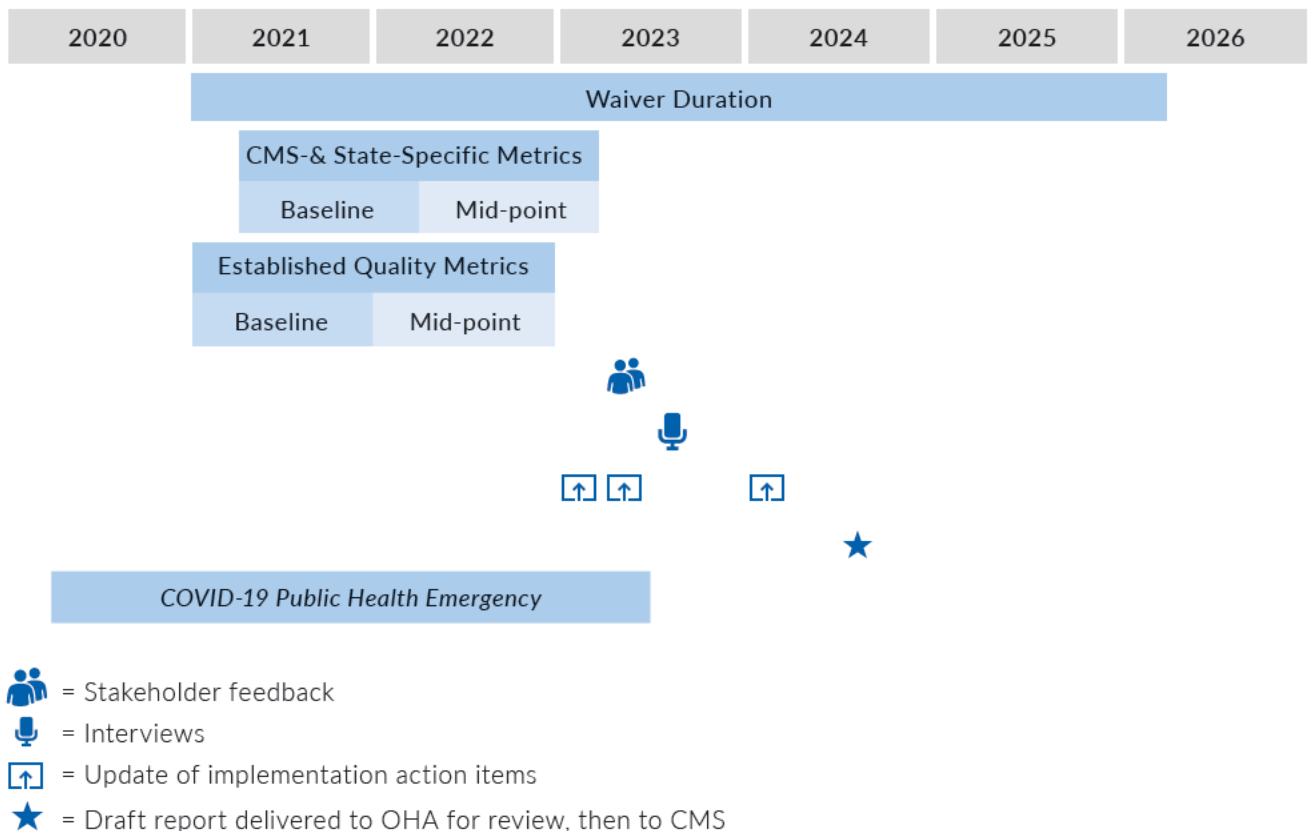 2020 2021 2022 2023 2024 2025 2026
Waiver Duration
CMS-& State-Specific Metrics
Baseline Mid-point
Established Quality Metrics
Baseline Mid-point
COVID-19 Public Health Emergency
= Stakeholder feedback
= Interviews
= Update of implementation action items
= Draft report delivered to OHA for review, then to CMS